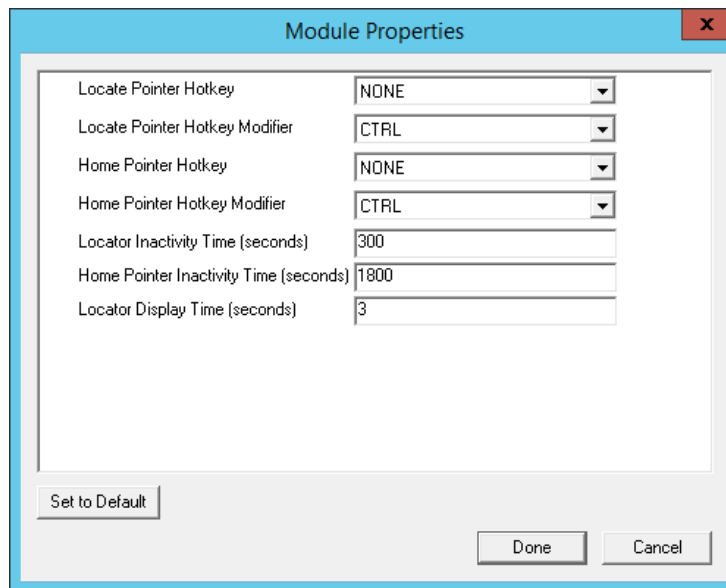 Module Properties
x
Locate Pointer Hotkey NONE
Locate Pointer Hotkey Modifier CTRL
Home Pointer Hotkey NONE
Home Pointer Hotkey Modifier CTRL
Locator Inactivity Time (seconds) 300
Home Pointer Inactivity Time (seconds) 1800
Locator Display Time (seconds) 3
Set to Default
Done Cancel